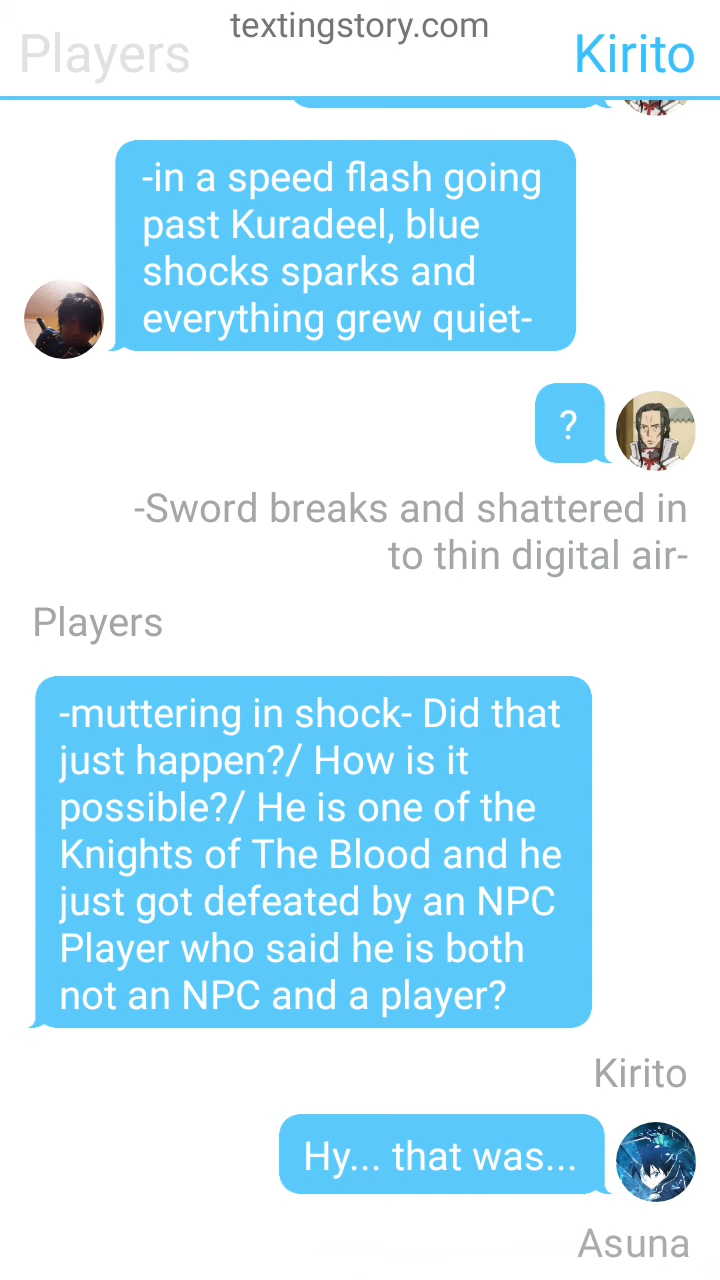 textingstory.com
Players
Kirito
-in a speed flash going
past Kuradeel, blue
shocks sparks and
everything grew quiet-
?
-Sword breaks and shattered in
to thin digital air-
Players
-muttering in shock- Did that
just happen?/ How is it
possible?/ He is one of the
Knights of The Blood and he
just got defeated by an NPC
Player who said he is both
not an NPC and a player?
Kirito
Hy... that was...
Asuna